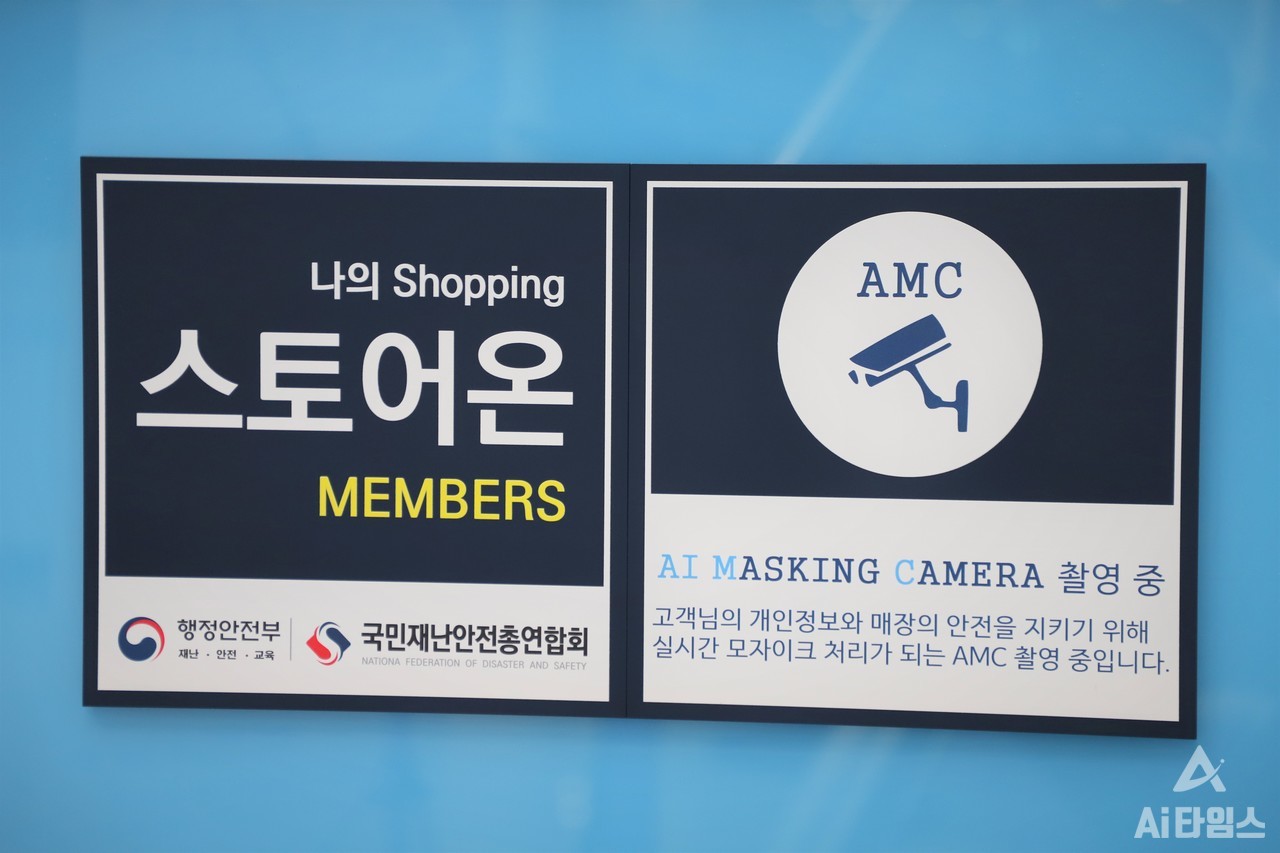 나의 Shopping
스토어온
MEMBERS
행정안전부
재난 · 안전 · 교육
국민재난안전총연합회
NATIONA FEDERATION OF DISASTER AND SAFETY
AMC
AI MASKING CAMERA 촬영 중
고객님의 개인정보와 매장의 안전을 지키기 위해
실시간 모자이크 처리가 되는 AMC 촬영 중입니다.
Ai타임스